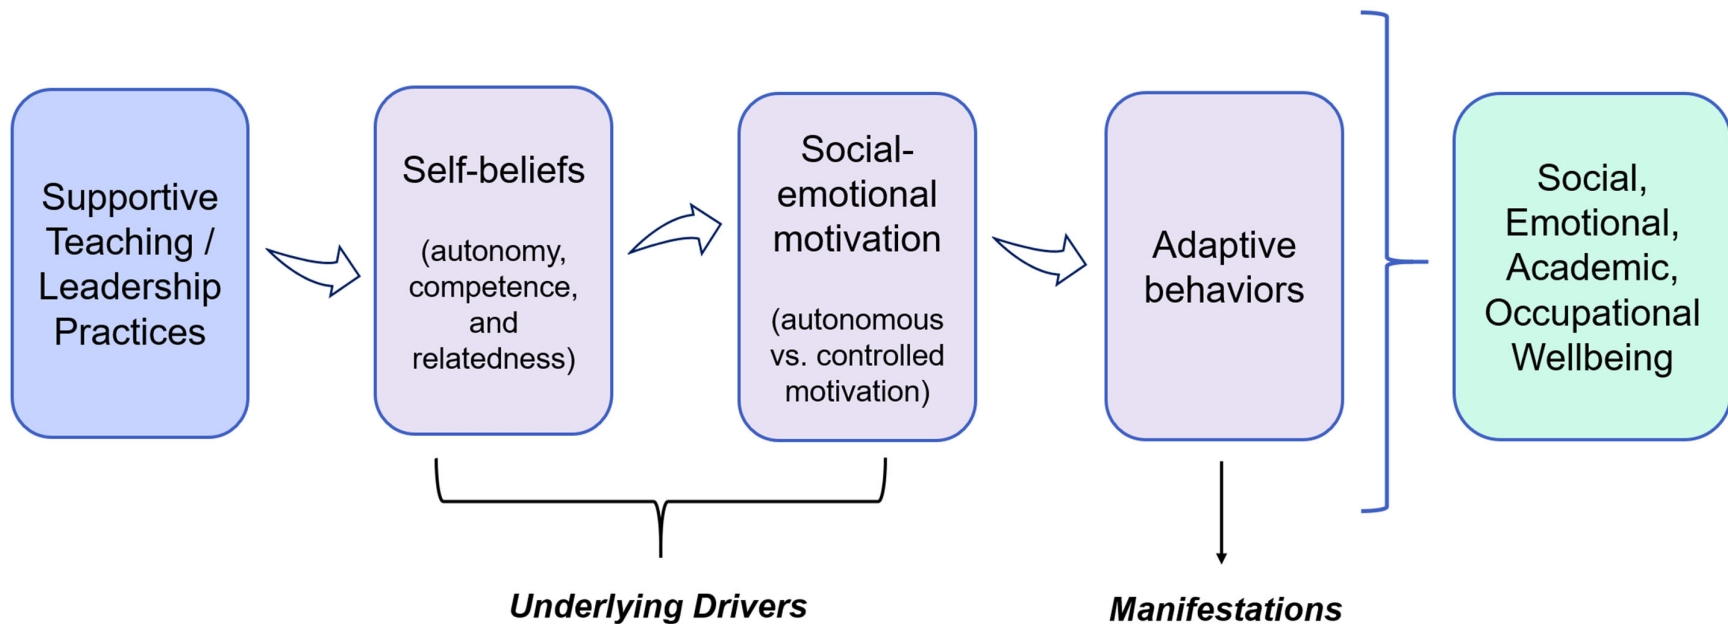 Supportive
Teaching /
Leadership
Practices
Self-beliefs
(autonomy,
competence,
and
relatedness)
Social-
emotional
motivation
(autonomous
vs. controlled
motivation)
Adaptive
behaviors
Social,
Emotional,
Academic,
Occupational
Wellbeing
Underlying Drivers
Manifestations